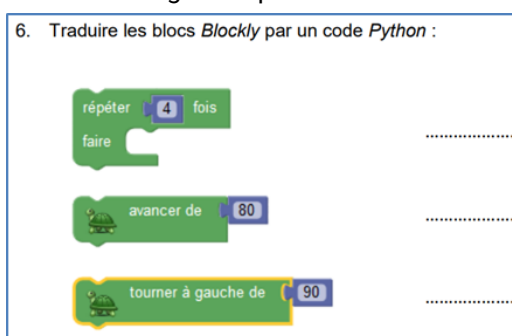 6. Traduire les blocs Blockly par un code Python :
répéter 4 fois
faire
....................
avancer de 80
....................
tourner à gauche de 90
....................